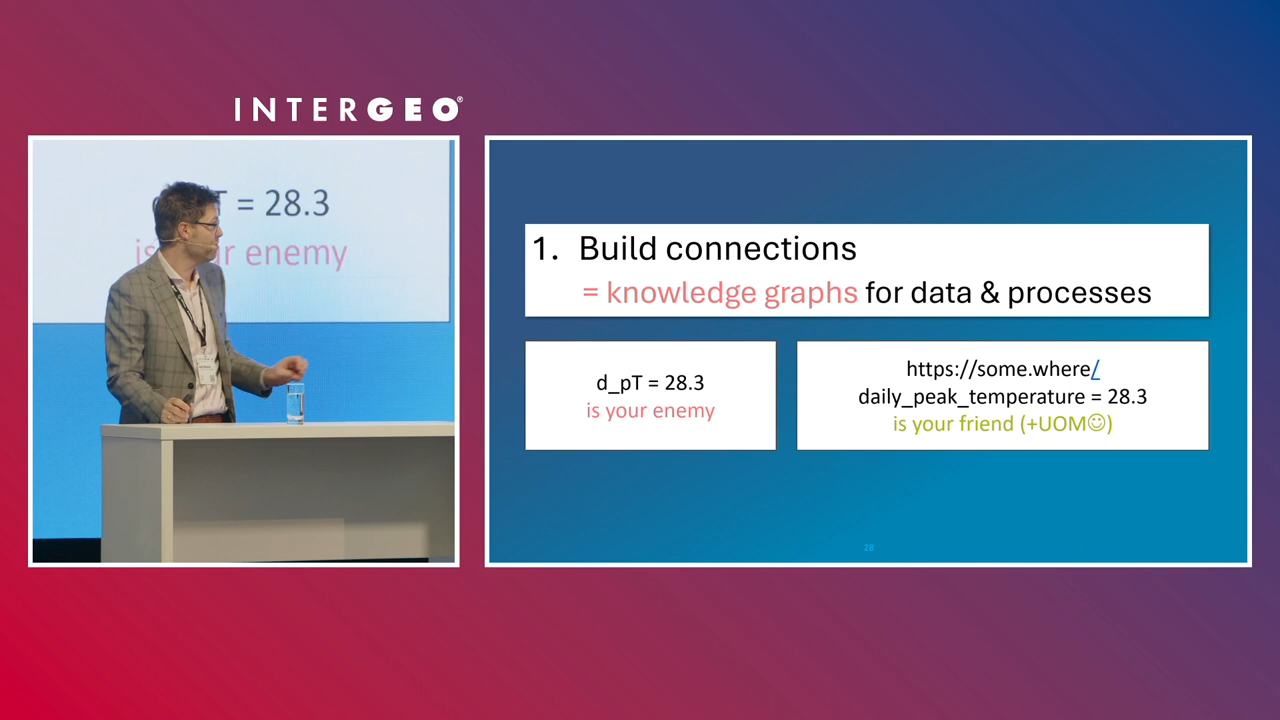 INTERGEO®
= 28.3
enemy
1. Build connections
= knowledge graphs for data & processes
d_pT = 28.3
is your enemy
https://some.where/
daily_peak_temperature = 28.3
is your friend (+UOM☺)
28